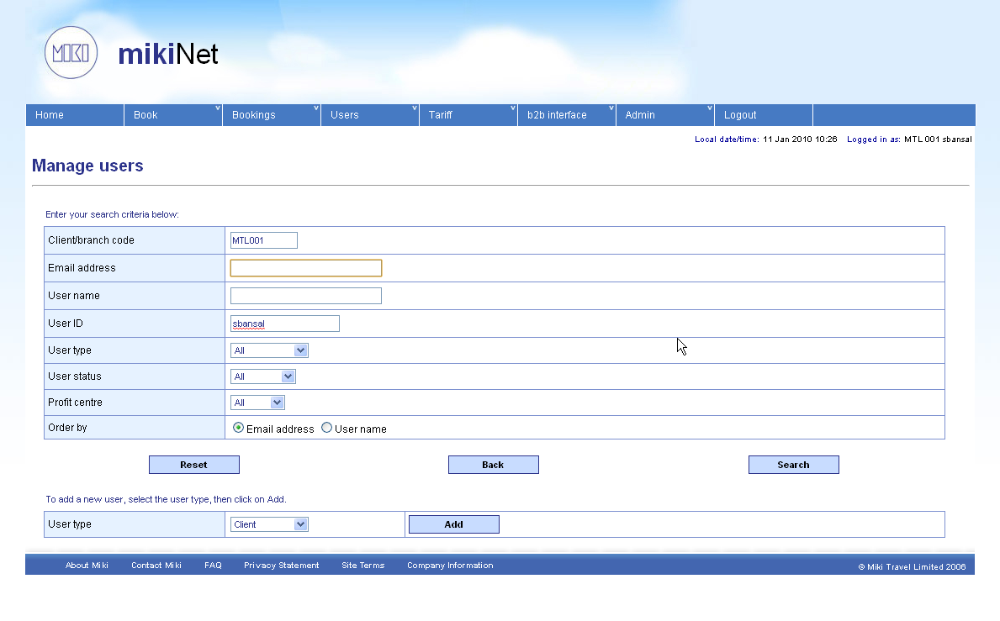 MIKI mikiNet
Home Book v Bookings v Users v Tariff v b2b interface v Admin v Logout
Local date/time: 11 Jan 2010 10:26 Logged in as: MTL 001 sbansal
Manage users
Enter your search criteria below:
Client/branch code MTL001
Email address
User name
User ID sbansal
User type All
User status All
Profit centre All
Order by Email address User name
Reset Back Search
To add a new user, select the user type, then click on Add.
User type Client Add
About Miki Contact Miki FAQ Privacy Statement Site Terms Company Information © Miki Travel Limited 2006